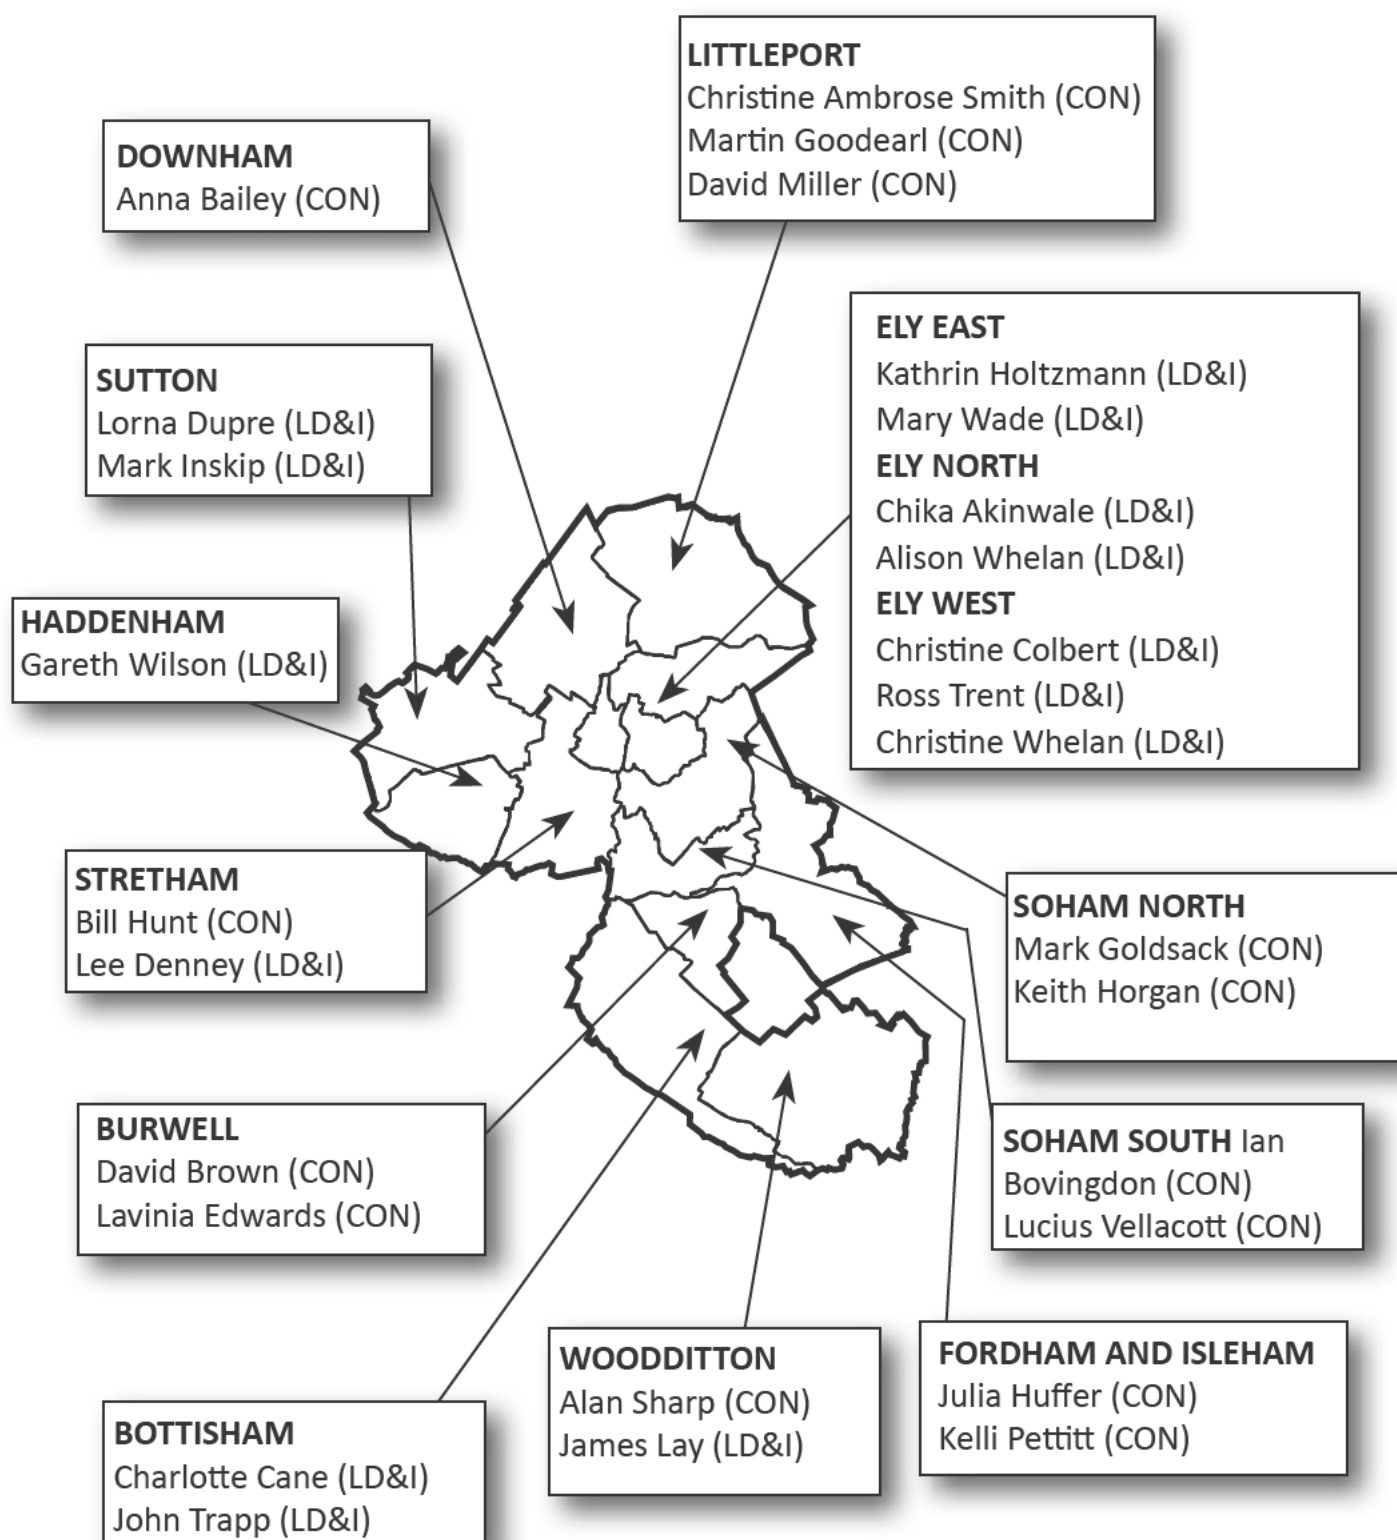 LITTLEPORT
Christine Ambrose Smith (CON)
Martin Goodearl (CON)
David Miller (CON)
DOWNHAM
Anna Bailey (CON)
ELY EAST
Kathrin Holtzmann (LD&I)
Mary Wade (LD&I)
ELY NORTH
Chika Akinwale (LD&I)
Alison Whelan (LD&I)
ELY WEST
Christine Colbert (LD&I)
Ross Trent (LD&I)
Christine Whelan (LD&I)
SUTTON
Lorna Dupre (LD&I)
Mark Inskip (LD&I)
HADDENHAM
Gareth Wilson (LD&I)
STRETHAM
Bill Hunt (CON)
Lee Denney (LD&I)
SOHAM NORTH
Mark Goldsack (CON)
Keith Horgan (CON)
BURWELL
David Brown (CON)
Lavinia Edwards (CON)
SOHAM SOUTH Ian
Bovingdon (CON)
Lucius Vellacott (CON)
WOODDITTON
Alan Sharp (CON)
James Lay (LD&I)
FORDHAM AND ISLEHAM
Julia Huffer (CON)
Kelli Pettitt (CON)
BOTTISHAM
Charlotte Cane (LD&I)
John Trapp (LD&I)